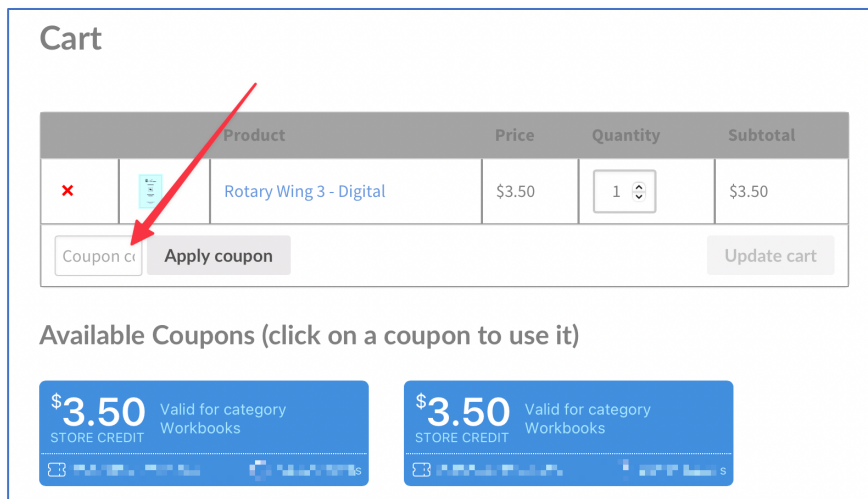 Cart
Product Price Quantity Subtotal
Rotary Wing 3 - Digital $3.50 1 $3.50
Coupon co Apply coupon Update cart
Available Coupons (click on a coupon to use it)
$3.50 Valid for category Workbooks
STORE CREDIT
$3.50 Valid for category Workbooks
STORE CREDIT